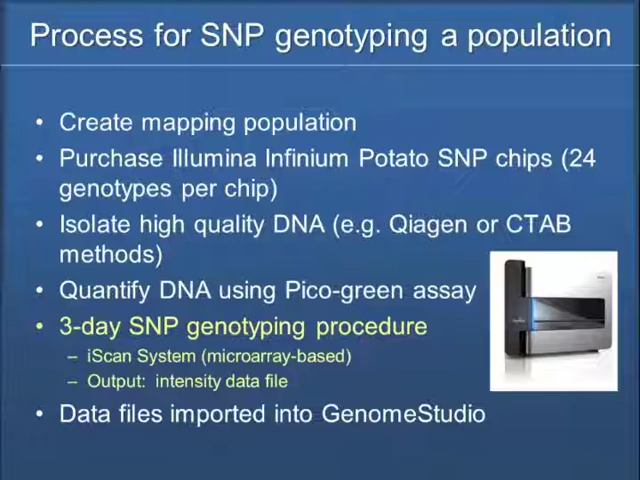 Process for SNP genotyping a population
• Create mapping population
• Purchase Illumina Infinium Potato SNP chips (24
genotypes per chip)
• Isolate high quality DNA (e.g. Qiagen or CTAB
methods)
• Quantify DNA using Pico-green assay
• 3-day SNP genotyping procedure
– iScan System (microarray-based)
– Output: intensity data file
• Data files imported into GenomeStudio